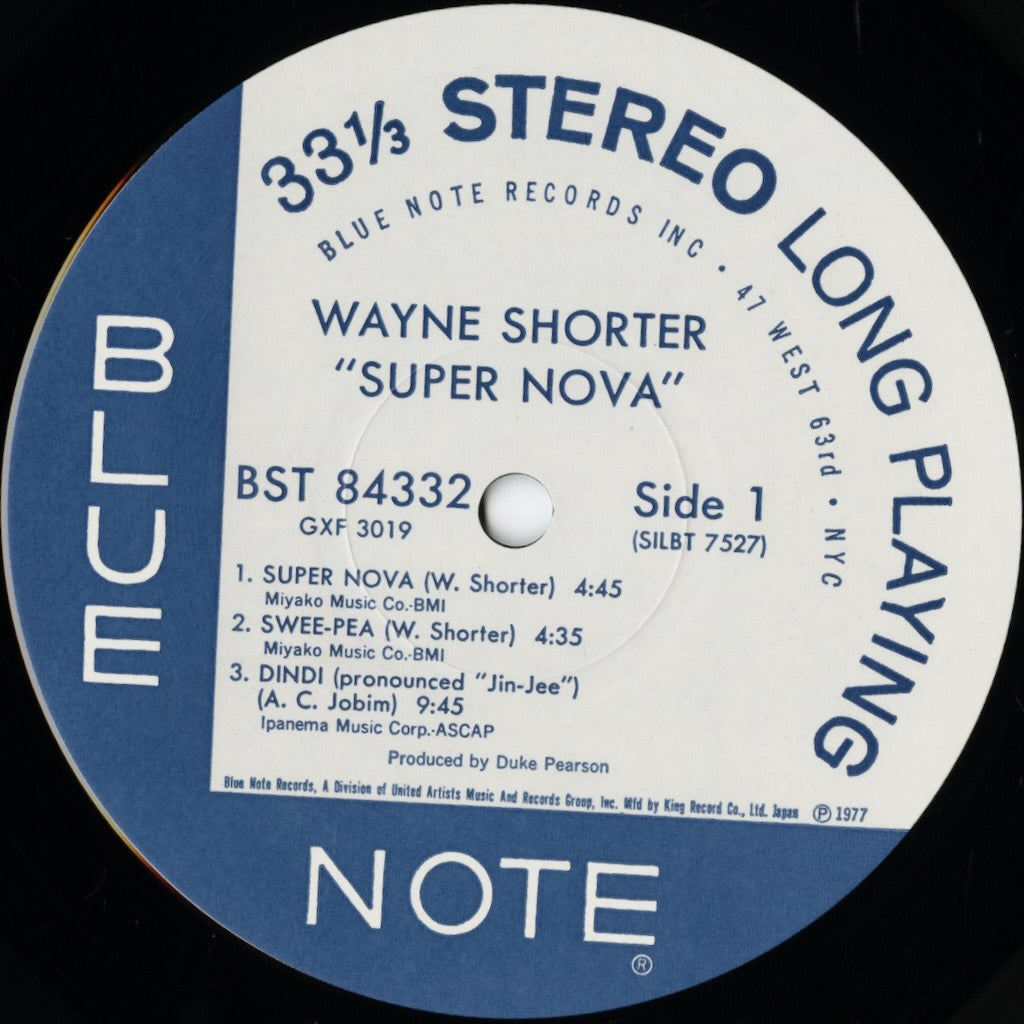 33⅓ STEREO LONG PLAYING
BLUE NOTE RECORDS INC · 47 WEST 63rd · NYC
WAYNE SHORTER
"SUPER NOVA"
BST 84332
GXF 3019
Side 1
(SILBT 7527)
1. SUPER NOVA (W. Shorter) 4:45
Miyako Music Co.-BMI
2. SWEE-PEA (W. Shorter) 4:35
Miyako Music Co.-BMI
3. DINDI (pronounced "Jin-Jee")
(A. C. Jobim) 9:45
Ipanema Music Corp.-ASCAP
Produced by Duke Pearson
Blue Note Records, A Division of United Artists Music And Records Group, Inc. Mfd by King Record Co., Ltd. Japan ℗ 1977
BLUE
NOTE
®